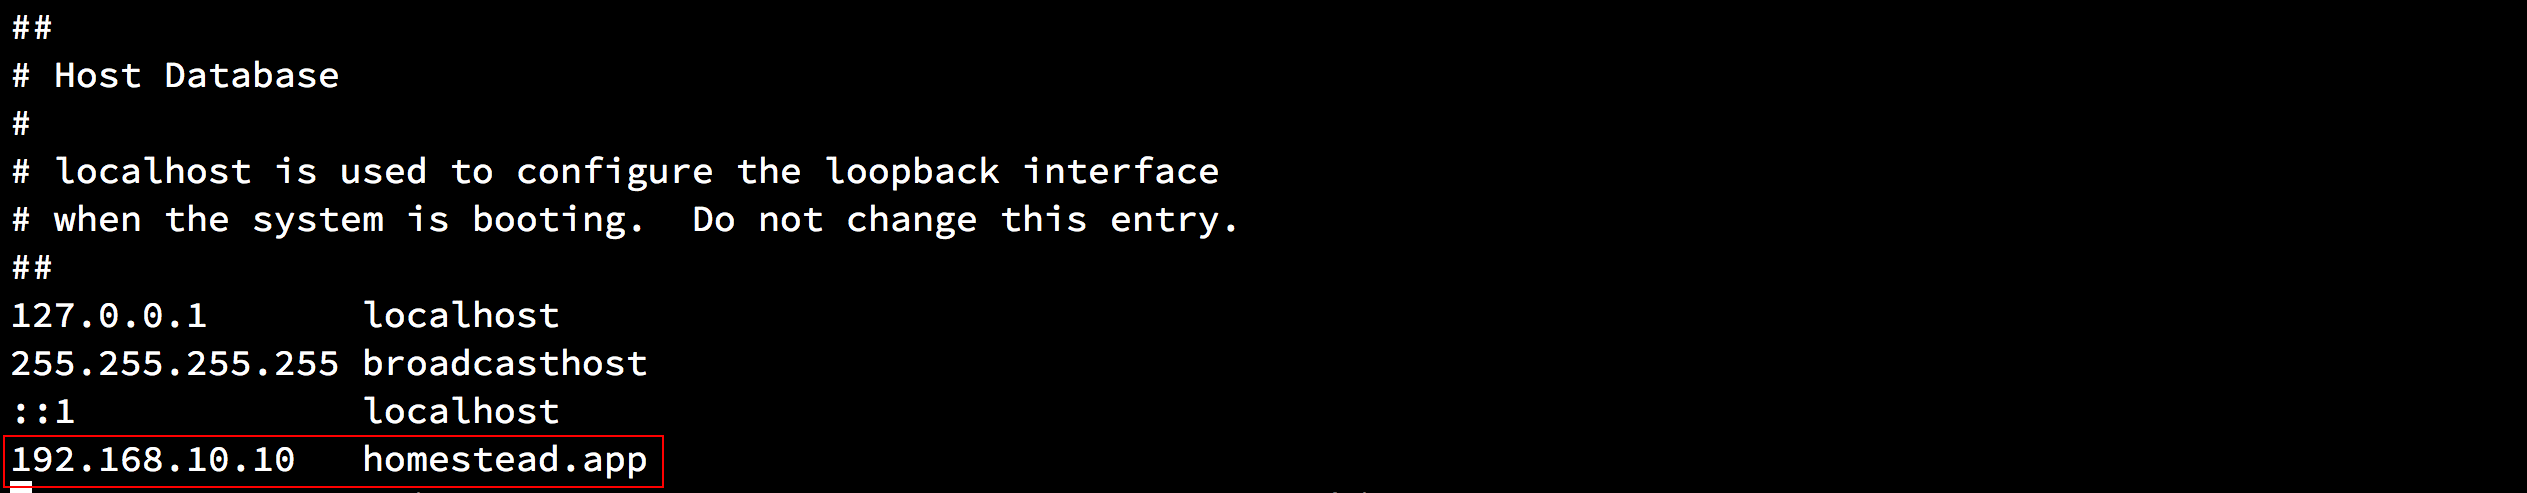 ##
# Host Database
#
# localhost is used to configure the loopback interface
# when the system is booting.  Do not change this entry.
##
127.0.0.1       localhost
255.255.255.255 broadcasthost
::1             localhost
192.168.10.10   homestead.app